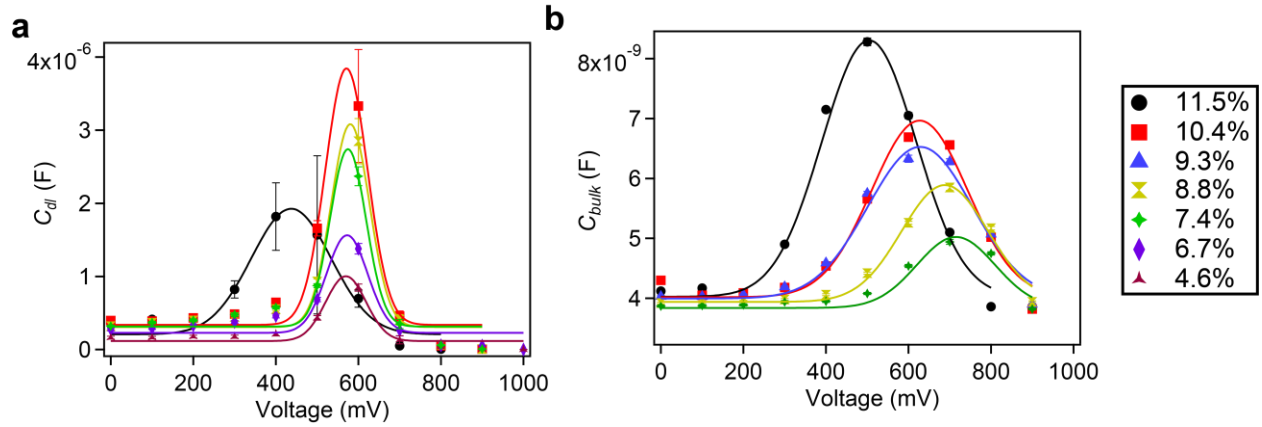 a
C_dl (F)
4x10^-6
3
2
1
0
0 200 400 600 800 1000
Voltage (mV)
b
C_bulk (F)
8x10^-9
7
6
5
4
0 200 400 600 800 1000
Voltage (mV)
11.5%
10.4%
9.3%
8.8%
7.4%
6.7%
4.6%